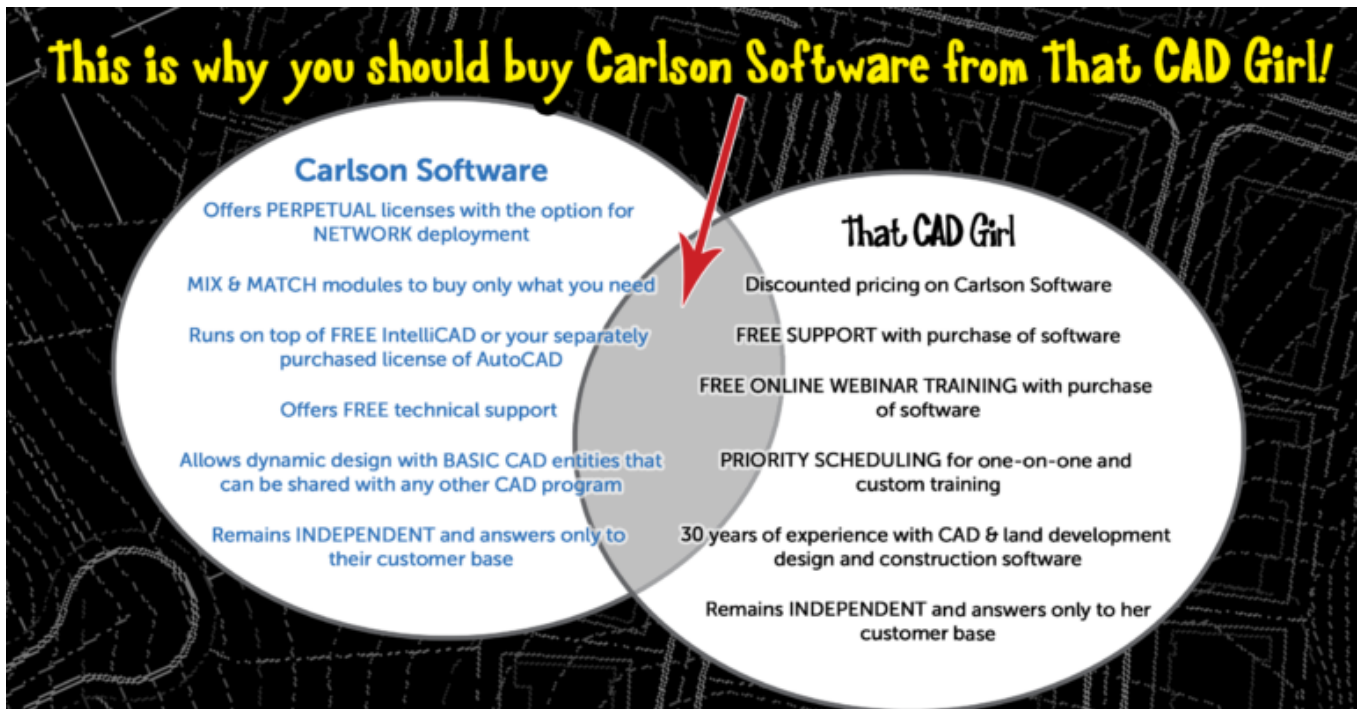 This is why you should buy Carlson Software from That CAD Girl!
Carlson Software
Offers PERPETUAL licenses with the option for
NETWORK deployment
MIX & MATCH modules to buy only what you need
Runs on top of FREE IntelliCAD or your separately
purchased license of AutoCAD
Offers FREE technical support
Allows dynamic design with BASIC CAD entities that
can be shared with any other CAD program
Remains INDEPENDENT and answers only to
their customer base
That CAD Girl
Discounted pricing on Carlson Software
FREE SUPPORT with purchase of software
FREE ONLINE WEBINAR TRAINING with purchase
of software
PRIORITY SCHEDULING for one-on-one and
custom training
30 years of experience with CAD & land development
design and construction software
Remains INDEPENDENT and answers only to her
customer base